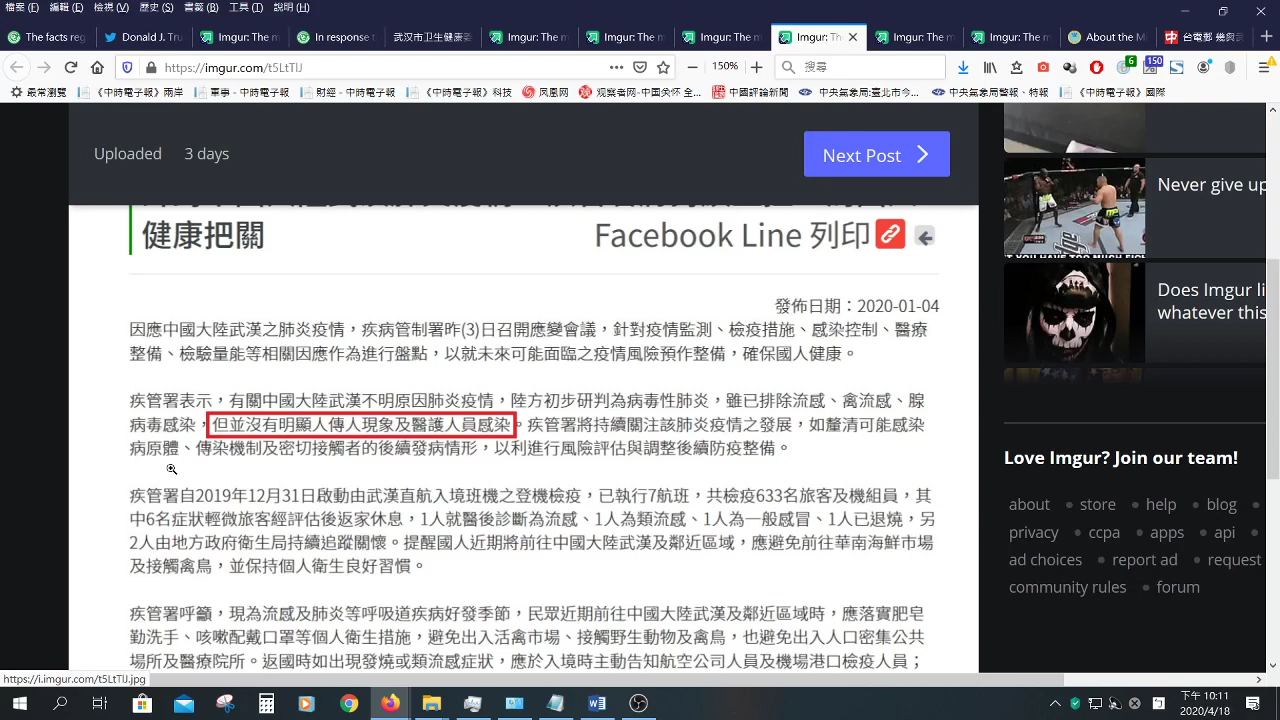 檔案(F) 編輯(E) 檢視(V) 歷史(S) 書籤(B) 工具(T) 說明(H)
The facts reg
Donald J. Tru
Imgur: The m
In response t
武汉市卫生健康委
Imgur: The m
Imgur: The m
Imgur: The m
Imgur: The
Imgur: The m
Imgur: The m
About the M
https://imgur.com/t5LtTlJ
150%
搜尋
6
150
最常瀏覽
《中時電子報》兩岸
軍事 - 中時電子報
財經 - 中時電子報
《中時電子報》科技
凤凰网
观察者网-中国关怀 全...
中國評論新聞
中央氣象局:臺北市今...
中央氣象局警報、特報
《中時電子報》國際
Uploaded 3 days
Next Post
健康把關
Facebook Line 列印
發佈日期：2020-01-04
因應中國大陸武漢之肺炎疫情，疾病管制署昨(3)日召開應變會議，針對疫情監測、檢疫措施、感染控制、醫療
整備、檢驗量能等相關因應作為進行盤點，以就未來可能面臨之疫情風險預作整備，確保國人健康。
疾管署表示，有關中國大陸武漢不明原因肺炎疫情，陸方初步研判為病毒性肺炎，雖已排除流感、禽流感、腺
病毒感染，但並沒有明顯人傳人現象及醫護人員感染。疾管署將持續關注該肺炎疫情之發展，如釐清可能感染
病原體、傳染機制及密切接觸者的後續發病情形，以利進行風險評估與調整後續防疫整備。
疾管署自2019年12月31日啟動由武漢直航入境班機之登機檢疫，已執行7航班，共檢疫633名旅客及機組員，其
中6名症狀輕微旅客經評估後返家休息，1人就醫後診斷為流感、1人為類流感、1人為一般感冒、1人已退燒，另
2人由地方政府衛生局持續追蹤關懷。提醒國人近期將前往中國大陸武漢及鄰近區域，應避免前往華南海鮮市場
及接觸禽鳥，並保持個人衛生良好習慣。
疾管署呼籲，現為流感及肺炎等呼吸道疾病好發季節，民眾近期前往中國大陸武漢及鄰近區域時，應落實肥皂
勤洗手、咳嗽配戴口罩等個人衛生措施，避免出入活禽市場、接觸野生動物及禽鳥，也避免出入人口密集公共
場所及醫療院所。返國時如出現發燒或類流感症狀，應於入境時主動告知航空公司人員及機場港口檢疫人員；
Never give up
Does Imgur li
whatever this
Love Imgur? Join our team!
about store help blog
privacy ccpa apps api
ad choices report ad request
community rules forum
https://i.imgur.com/t5LtTlJ.jpg
下午 10:11
2020/4/18